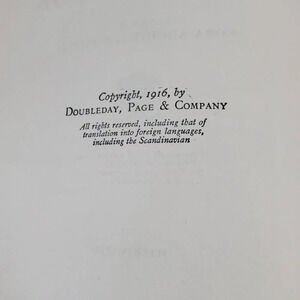 Copyright, 1916, by
DOUBLEDAY, PAGE & COMPANY
All rights reserved, including that of
translation into foreign languages,
including the Scandinavian